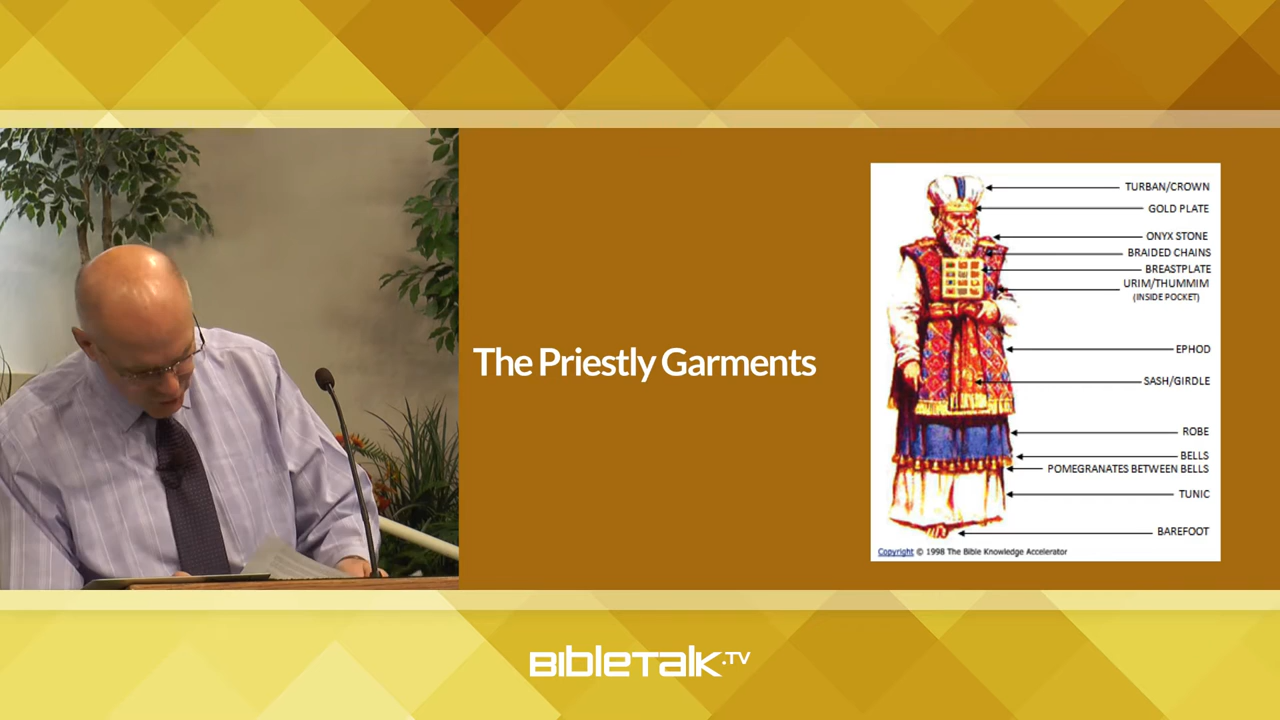 The Priestly Garments
TURBAN/CROWN
GOLD PLATE
ONYX STONE
BRAIDED CHAINS
BREASTPLATE
URIM/THUMMIM
(INSIDE POCKET)
EPHOD
SASH/GIRDLE
ROBE
BELLS
POMEGRANATES BETWEEN BELLS
TUNIC
BAREFOOT
Copyright © 1998 The Bible Knowledge Accelerator
BIBLETALK.TV